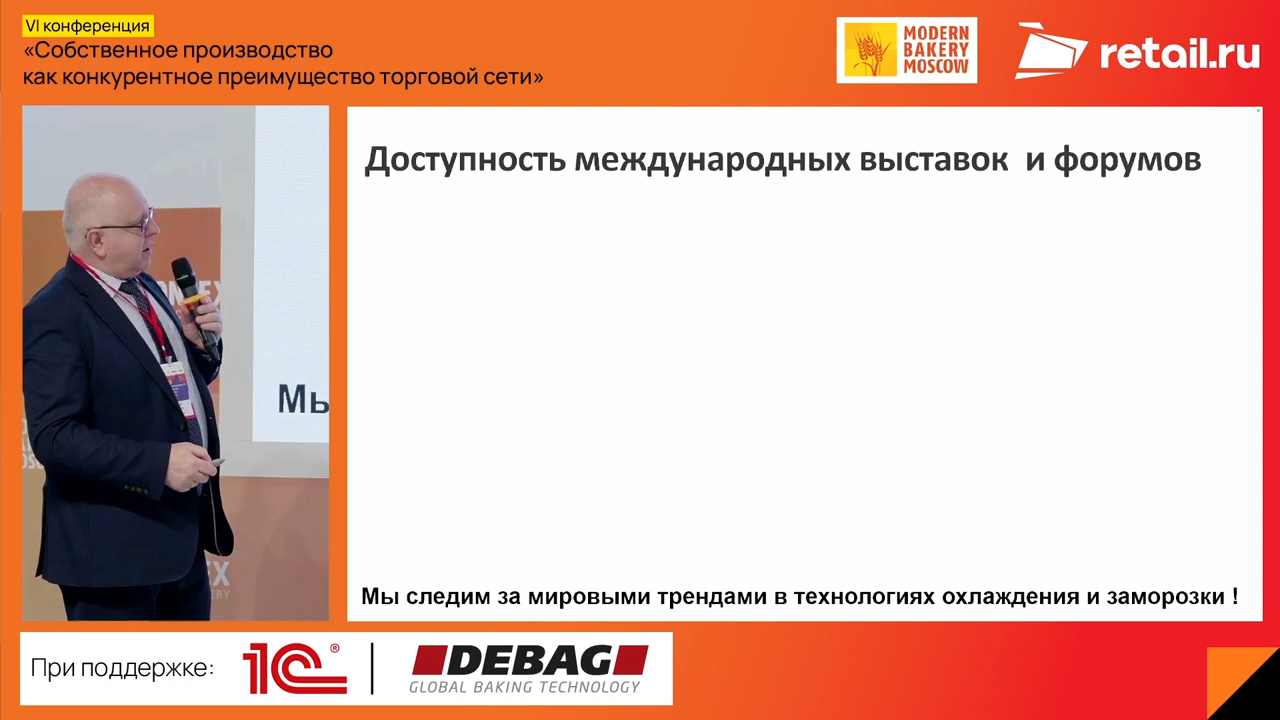 VI конференция
«Собственное производство
как конкурентное преимущество торговой сети»
MODERN
BAKERY
MOSCOW
retail.ru
Доступность международных выставок и форумов
Мы
Мы следим за мировыми трендами в технологиях охлаждения и заморозки !
При поддержке:
1С®
DEBAG
GLOBAL BAKING TECHNOLOGY